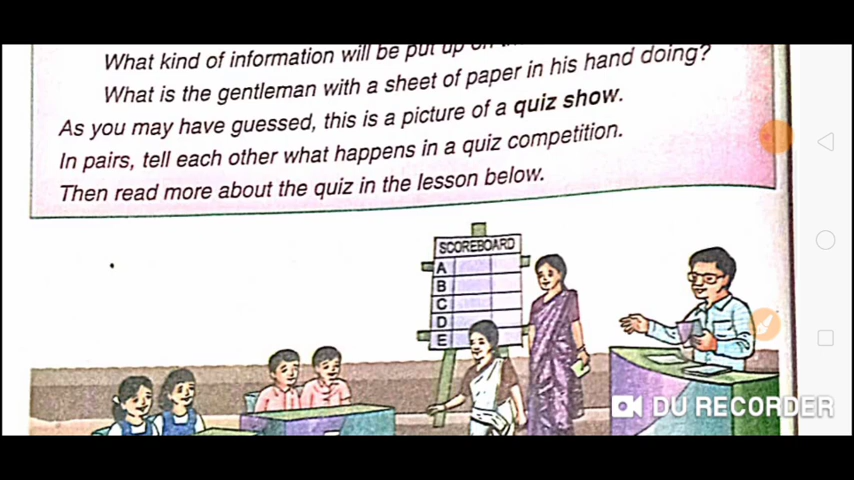 What kind of information will be put up on
What is the gentleman with a sheet of paper in his hand doing?
As you may have guessed, this is a picture of a quiz show.
In pairs, tell each other what happens in a quiz competition.
Then read more about the quiz in the lesson below.
SCOREBOARD
A
B
C
D
E
DU RECORDER